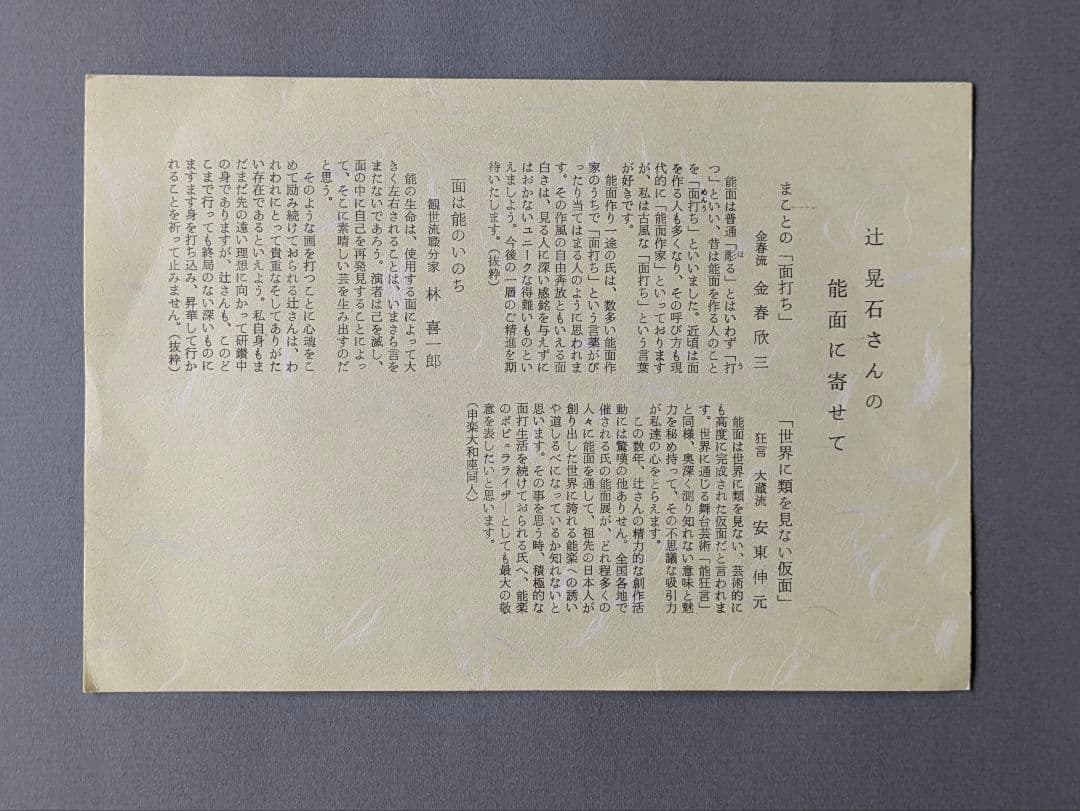 辻 晃石さんの
能面に寄せて
まことの「面打ち」
金春流 金春欣三
能面は普通「彫る」とはいわず「打
つ」といい、昔は能面を作る人のこと
を「面打ち」といいました。近頃は面
を作る人も多くなり、その呼び方も現
代的に「能面作家」といっております
が、私は古風な「面打ち」という言葉
が好きです。
能面作り一途の氏は、数多い能面作
家のうちで「面打ち」という言葉がぴ
ったり当てはまる人のように思われま
す。その作風の自由奔放ともいえる面
白さは、見る人に深い感銘を与えずに
はおかないユニークな得難いものとい
えましょう。今後の一層のご精進を期
待いたします。(抜粋)
面は能のいのち
観世流職分家 林 喜一郎
能の生命は、使用する面によって大
きく左右されることは、いまさら言を
またないであろう。演者は己を滅し、
面の中に自己を再発見することによっ
て、そこに素晴しい芸を生み出すのだ
と思う。
そのような面を打つことに心魂をこ
めて励み続けておられる辻さんは、わ
れわれにとって貴重なそしてありがた
い存在であるといえよう。私自身もま
だまだ先の遠い理想に向かって研鑽中
の身でありますが、辻さんも、このど
こまで行っても終局のない深いものに
ますます身を打ち込み、昇華して行か
れることを祈って止みません。(抜粋)
「世界に類を見ない仮面」
狂言 大蔵流 安東伸元
能面は世界に類を見ない、芸術的に
も高度に完成された仮面だと言われま
す。世界に通じる舞台芸術「能狂言」
と同様、奥深く測り知れない意味と魅
力を秘め持って、その不思議な吸引力
が私達の心をとらえます。
この数年、辻さんの精力的な創作活
動には驚嘆の他ありせん。全国各地で
催される氏の能面展が、どれ程多くの
人々に能面を通して、祖先の日本人が
創り出した世界に誇れる能楽への誘い
や道しるべになっているか知れないと
思います。その事を思う時、積極的な
面打生活を続けておられる氏へ、能楽
のポピュラライザーとしても最大の敬
意を表したいと思います。
(申楽大和座同人)